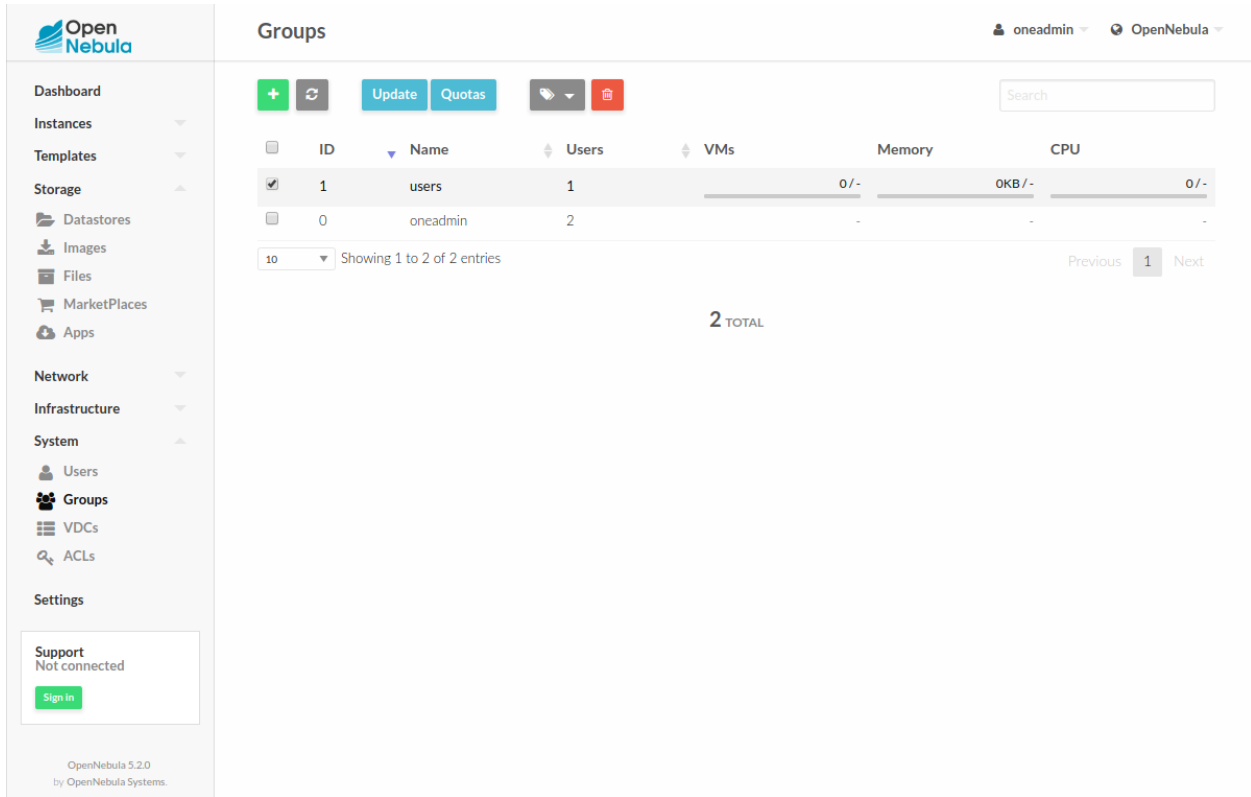 Open
Nebula
Groups
oneadmin
OpenNebula
Dashboard
Instances
Templates
Storage
Datastores
Images
Files
MarketPlaces
Apps
Network
Infrastructure
System
Users
Groups
VDCs
ACLs
Settings
Support
Not connected
Sign in
OpenNebula 5.2.0
by OpenNebula Systems.
+ Update Quotas Search
ID Name Users VMs Memory CPU
1 users 1 0 / - 0KB / - 0 / -
0 oneadmin 2 - - -
10 Showing 1 to 2 of 2 entries Previous 1 Next
2 TOTAL